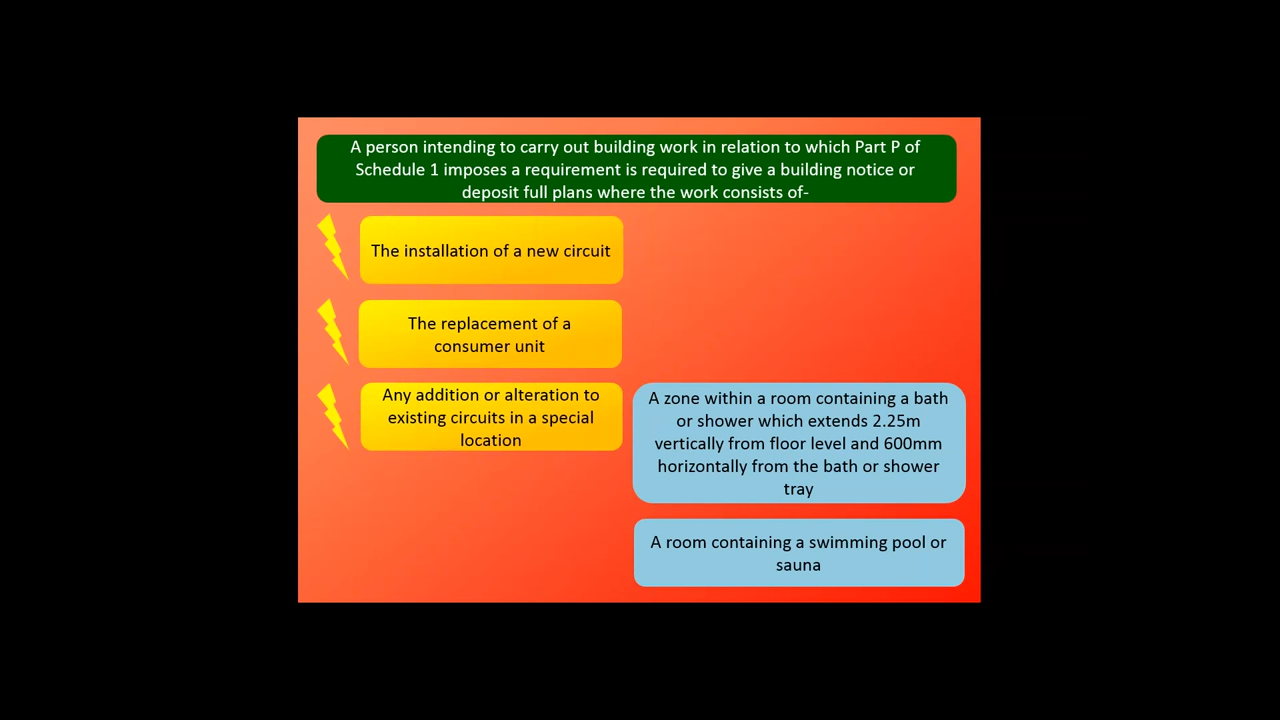 A person intending to carry out building work in relation to which Part P of
Schedule 1 imposes a requirement is required to give a building notice or
deposit full plans where the work consists of-
The installation of a new circuit
The replacement of a
consumer unit
Any addition or alteration to
existing circuits in a special
location
A zone within a room containing a bath
or shower which extends 2.25m
vertically from floor level and 600mm
horizontally from the bath or shower
tray
A room containing a swimming pool or
sauna